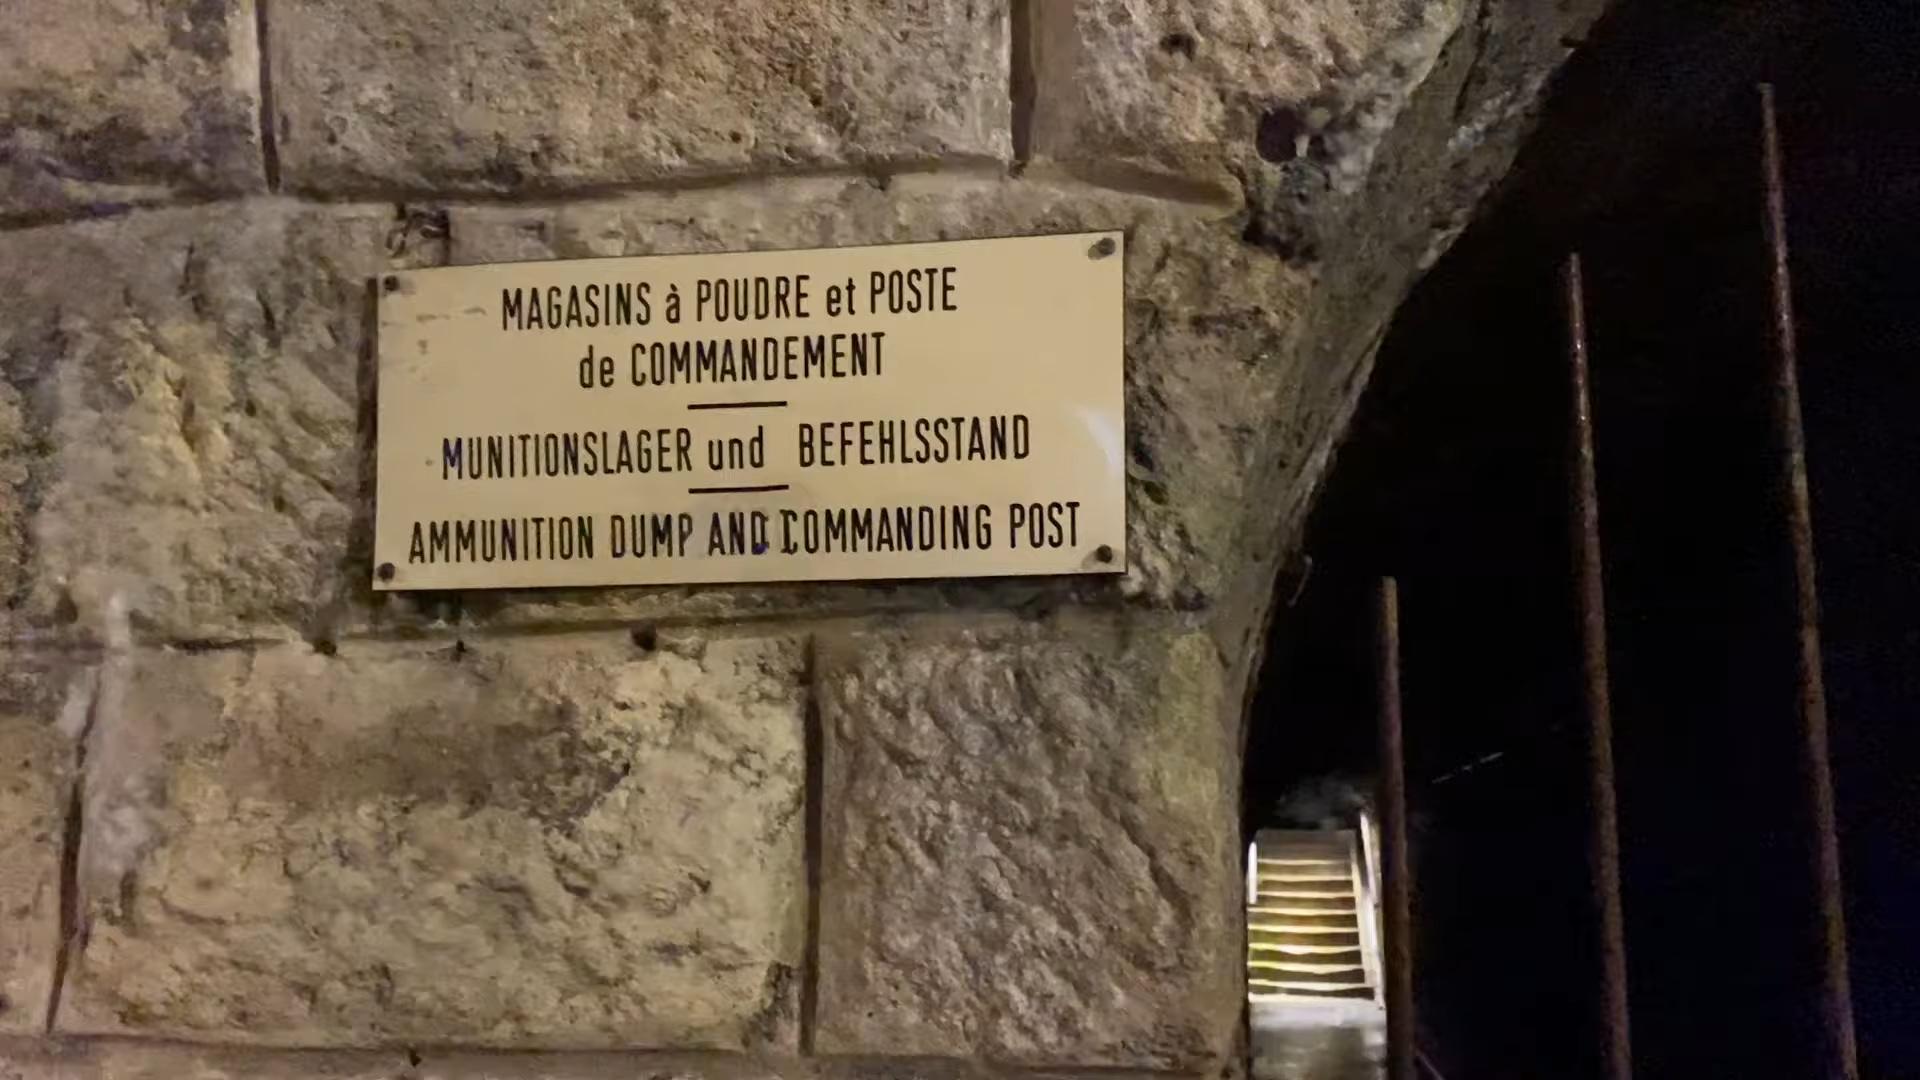 MAGASINS à POUDRE et POSTE
de COMMANDEMENT
MUNITIONSLAGER und BEFEHLSSTAND
AMMUNITION DUMP AND COMMANDING POST